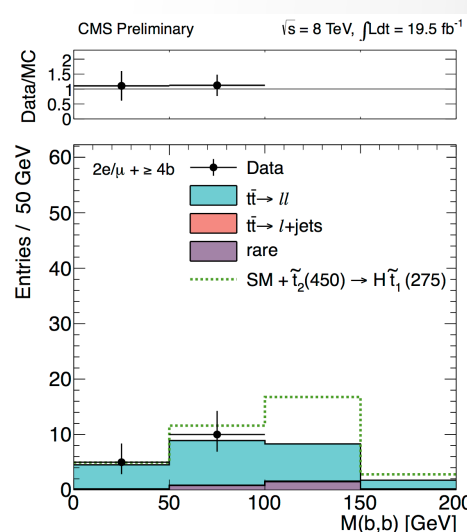 CMS Preliminary
√s = 8 TeV, ∫Ldt = 19.5 fb⁻¹
Data/MC
2
1.5
1
0.5
0
Entries / 50 GeV
60
50
40
30
20
10
0
2e/μ + ≥ 4b
Data
tt̄→ ll
tt̄→ l+jets
rare
SM + t̃₂(450) → H t̃₁(275)
0
50
100
150
200
M(b,b) [GeV]